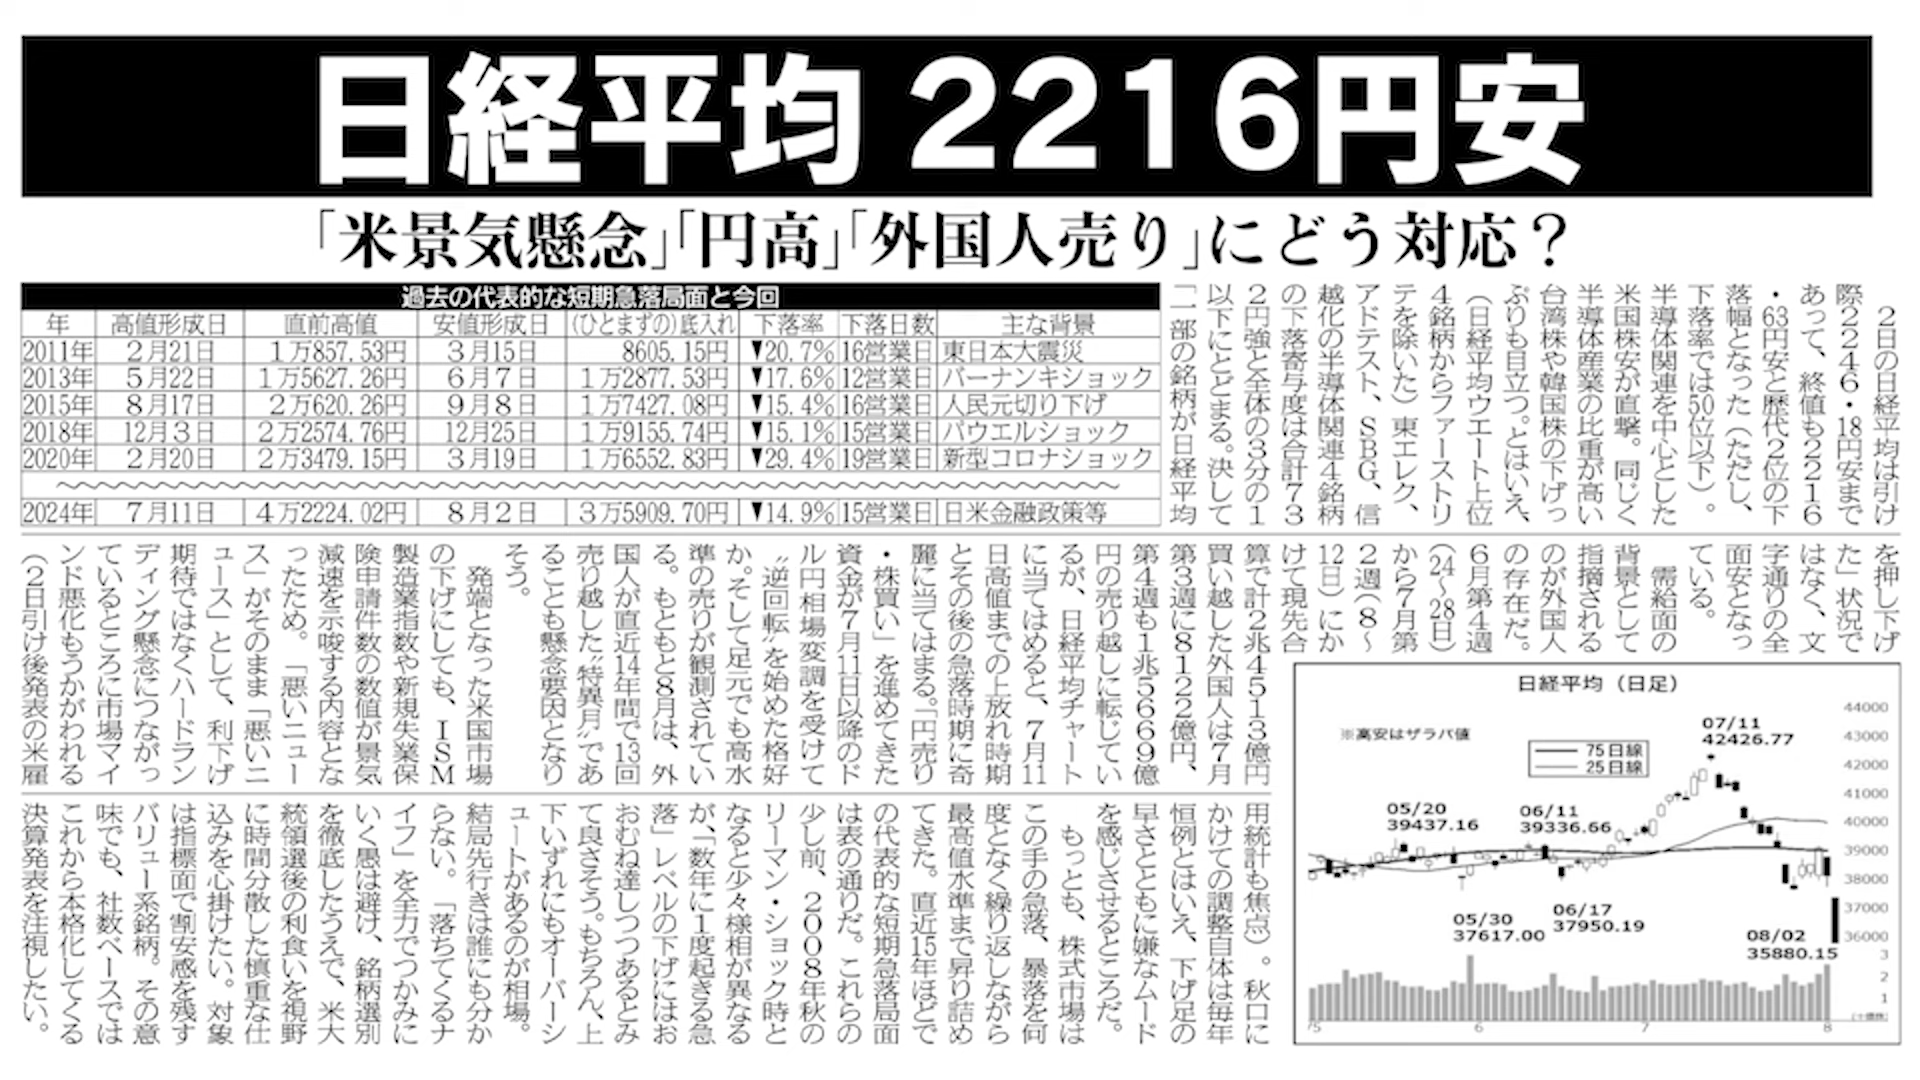 日経平均 2216円安
「米景気懸念」「円高」「外国人売り」にどう対応？
過去の代表的な短期急落局面と今回
年 高値形成日 直前高値 安値形成日 （ひとまずの）底入れ 下落率 下落日数 主な背景
2011年 2月21日 1万857.53円 3月15日 8605.15円 ▼20.7% 16営業日 東日本大震災
2013年 5月22日 1万5627.26円 6月7日 1万2877.53円 ▼17.6% 12営業日 バーナンキショック
2015年 8月17日 2万620.26円 9月8日 1万7427.08円 ▼15.4% 16営業日 人民元切り下げ
2018年 12月3日 2万2574.76円 12月25日 1万9155.74円 ▼15.1% 15営業日 パウエルショック
2020年 2月20日 2万3479.15円 3月19日 1万6552.83円 ▼29.4% 19営業日 新型コロナショック
2024年 7月11日 4万2224.02円 8月2日 3万5909.70円 ▼14.9% 15営業日 日米金融政策等
２日の日経平均は引け
際２２４６・18円安まで
あって、終値も２２１６
・63円安と歴代２位の下
落幅となった（ただし、
下落率では50位以下）。
半導体関連を中心とした
米国株安が直撃。同じく
半導体産業の比重が高い
台湾株や韓国株の下げっ
ぷりも目立つ。とはいえ、
（日経平均ウエート上位
４銘柄からファーストリ
テを除いた）東エレク、
アドテスト、ＳＢＧ、信
越化の半導体関連４銘柄
の下落寄与度は合計７３
２円強と全体の３分の１
以下にとどまる。決して
「一部の銘柄が日経平均
を押し下げ
た」状況で
はなく、文
字通りの全
面安となっ
ている。
需給面の
背景として
指摘される
のが外国人
の存在だ。
６月第４週
（24～28日）
から７月第
２週（８～
12日）にか
けて現先合
算で計２兆４５１３億円
買い越した外国人は７月
第３週に８１２２億円、
第４週も１兆５６６９億
円の売り越しに転じてい
るが、日経平均チャート
に当てはめると、７月11
日高値までの上放れ時期
とその後の急落時期に奇
麗に当てはまる。「円売り
・株買い」を進めてきた
資金が７月11日以降のド
ル円相場変調を受けて
“逆回転”を始めた格好
か。そして足元でも高水
準の売りが観測されてい
る。もともと８月は、外
国人が直近14年間で13回
売り越した“特異月”であ
ることも懸念要因となり
そう。
発端となった米国市場
の下げにしても、ＩＳＭ
製造業指数や新規失業保
険申請件数の数値が景気
減速を示唆する内容とな
ったため。「悪いニュー
ス」がそのまま「悪いニ
ュース」として、利下げ
期待ではなくハードラン
ディング懸念につながっ
ているところに市場マイ
ンド悪化もうかがわれる
（２日引け後発表の米雇
用統計も焦点）。秋口に
かけての調整自体は毎年
恒例とはいえ、下げ足の
早さとともに嫌なムード
を感じさせるところだ。
もっとも、株式市場は
この手の急落、暴落を何
度となく繰り返しながら
最高値水準まで昇り詰め
てきた。直近15年ほどで
の代表的な短期急落局面
は表の通りだ。これらの
少し前、２００８年秋の
リーマン・ショック時と
なると少々様相が異なる
が、「数年に１度起きる急
落」レベルの下げにはお
おむね達しつつあるとみ
て良さそう。もちろん、上
下いずれにもオーバーシ
ュートがあるのが相場。
結局先行きは誰にも分か
らない。「落ちてくるナ
イフ」を全力でつかみに
いく愚は避け、銘柄選別
を徹底したうえで、米大
統領選後の利食いを視野
に時間分散した慎重な仕
込みを心掛けたい。対象
は指標面で割安感を残す
バリュー系銘柄。その意
味でも、社数ベースでは
これから本格化してくる
決算発表を注視したい。
日経平均（日足）
※高安はザラバ値
75日線
25日線
07/11
42426.77
05/20
39437.16
06/11
39336.66
05/30
37617.00
06/17
37950.19
08/02
35880.15
44000
43000
42000
41000
40000
39000
38000
37000
36000
3
2
1
（十億株）
5 6 7 8